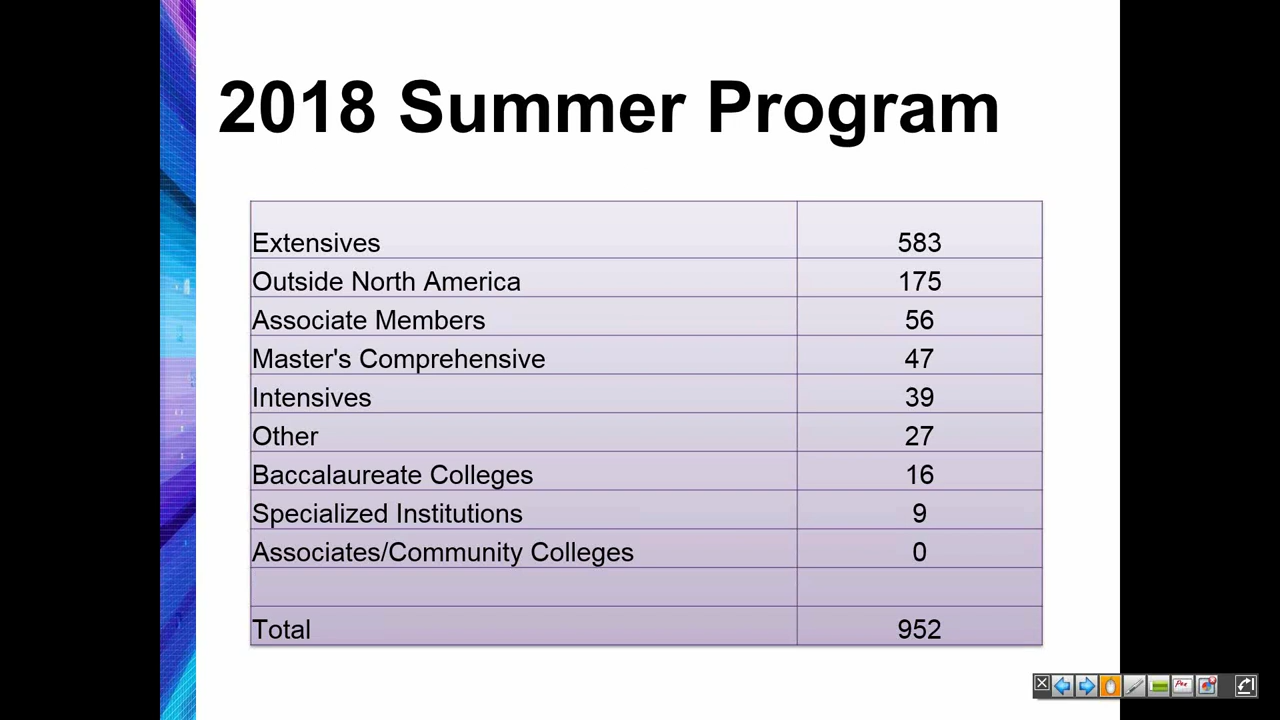 2018 Summer Program
Extensives 583
Outside North America 175
Associate Members 56
Master's Comprehensive 47
Intensives 39
Other 27
Baccalaureate Colleges 16
Specialized Institutions 9
Associates/Community Colleges 0
Total 952